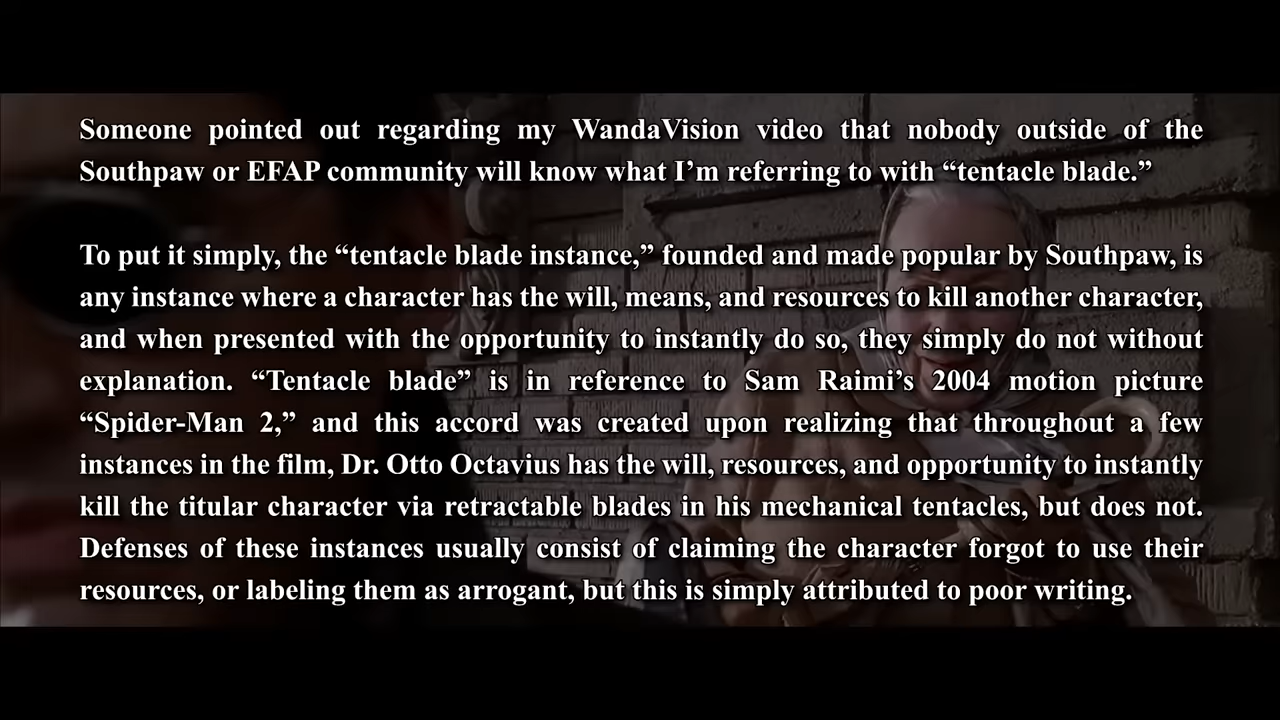 Someone pointed out regarding my WandaVision video that nobody outside of the
Southpaw or EFAP community will know what I’m referring to with “tentacle blade.”
To put it simply, the “tentacle blade instance,” founded and made popular by Southpaw, is
any instance where a character has the will, means, and resources to kill another character,
and when presented with the opportunity to instantly do so, they simply do not without
explanation. “Tentacle blade” is in reference to Sam Raimi’s 2004 motion picture
“Spider-Man 2,” and this accord was created upon realizing that throughout a few
instances in the film, Dr. Otto Octavius has the will, resources, and opportunity to instantly
kill the titular character via retractable blades in his mechanical tentacles, but does not.
Defenses of these instances usually consist of claiming the character forgot to use their
resources, or labeling them as arrogant, but this is simply attributed to poor writing.